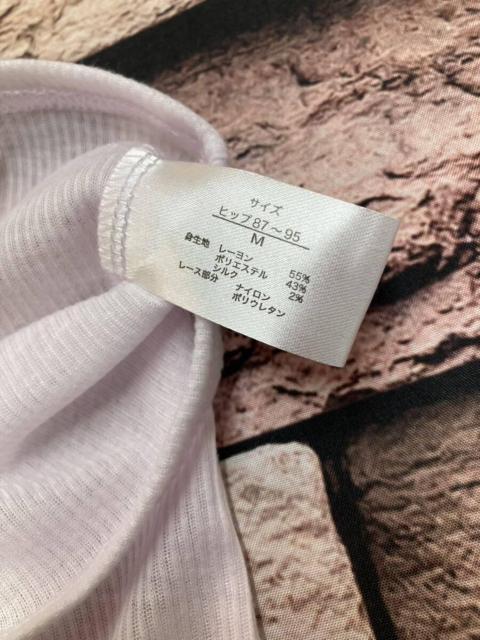 サイズ
ヒップ87〜95
M
身生地 レーヨン 55%
ポリエステル 43%
シルク 2%
レース部分 ナイロン
ポリウレタン